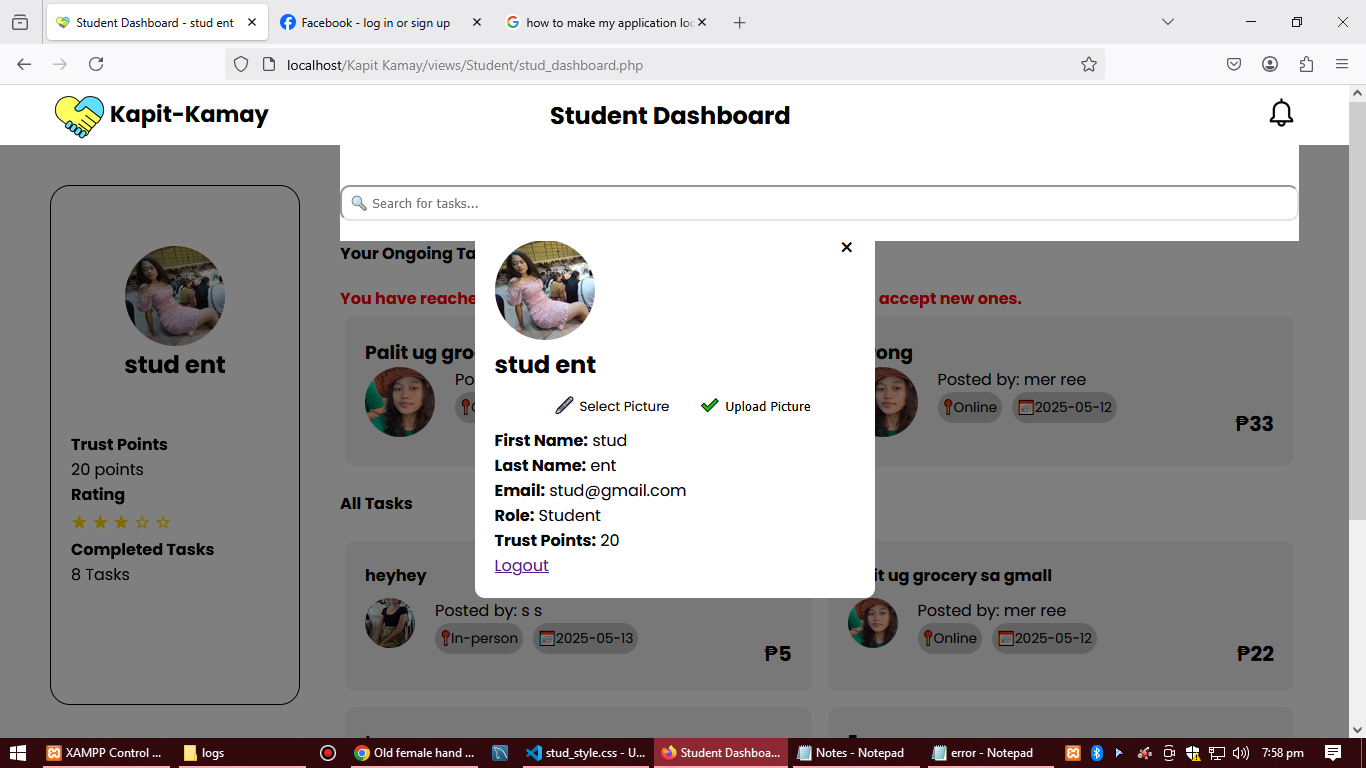 Student Dashboard - stud ent
Facebook - log in or sign up
how to make my application loc
localhost/Kapit Kamay/views/Student/stud_dashboard.php
Kapit-Kamay
Student Dashboard
Search for tasks...
stud ent
Trust Points
20 points
Rating
Completed Tasks
8 Tasks
Your Ongoing Ta
You have reache
accept new ones.
Palit ug gro
Po
Posted by: mer ree
Online
2025-05-12
₱33
stud ent
Select Picture
Upload Picture
First Name: stud
Last Name: ent
Email: stud@gmail.com
Role: Student
Trust Points: 20
Logout
All Tasks
heyhey
Posted by: s s
In-person
2025-05-13
₱5
it ug grocery sa gmall
Posted by: mer ree
Online
2025-05-12
₱22
XAMPP Control ...
logs
Old female hand ...
stud_style.css - U...
Student Dashboa...
Notes - Notepad
error - Notepad
7:58 pm